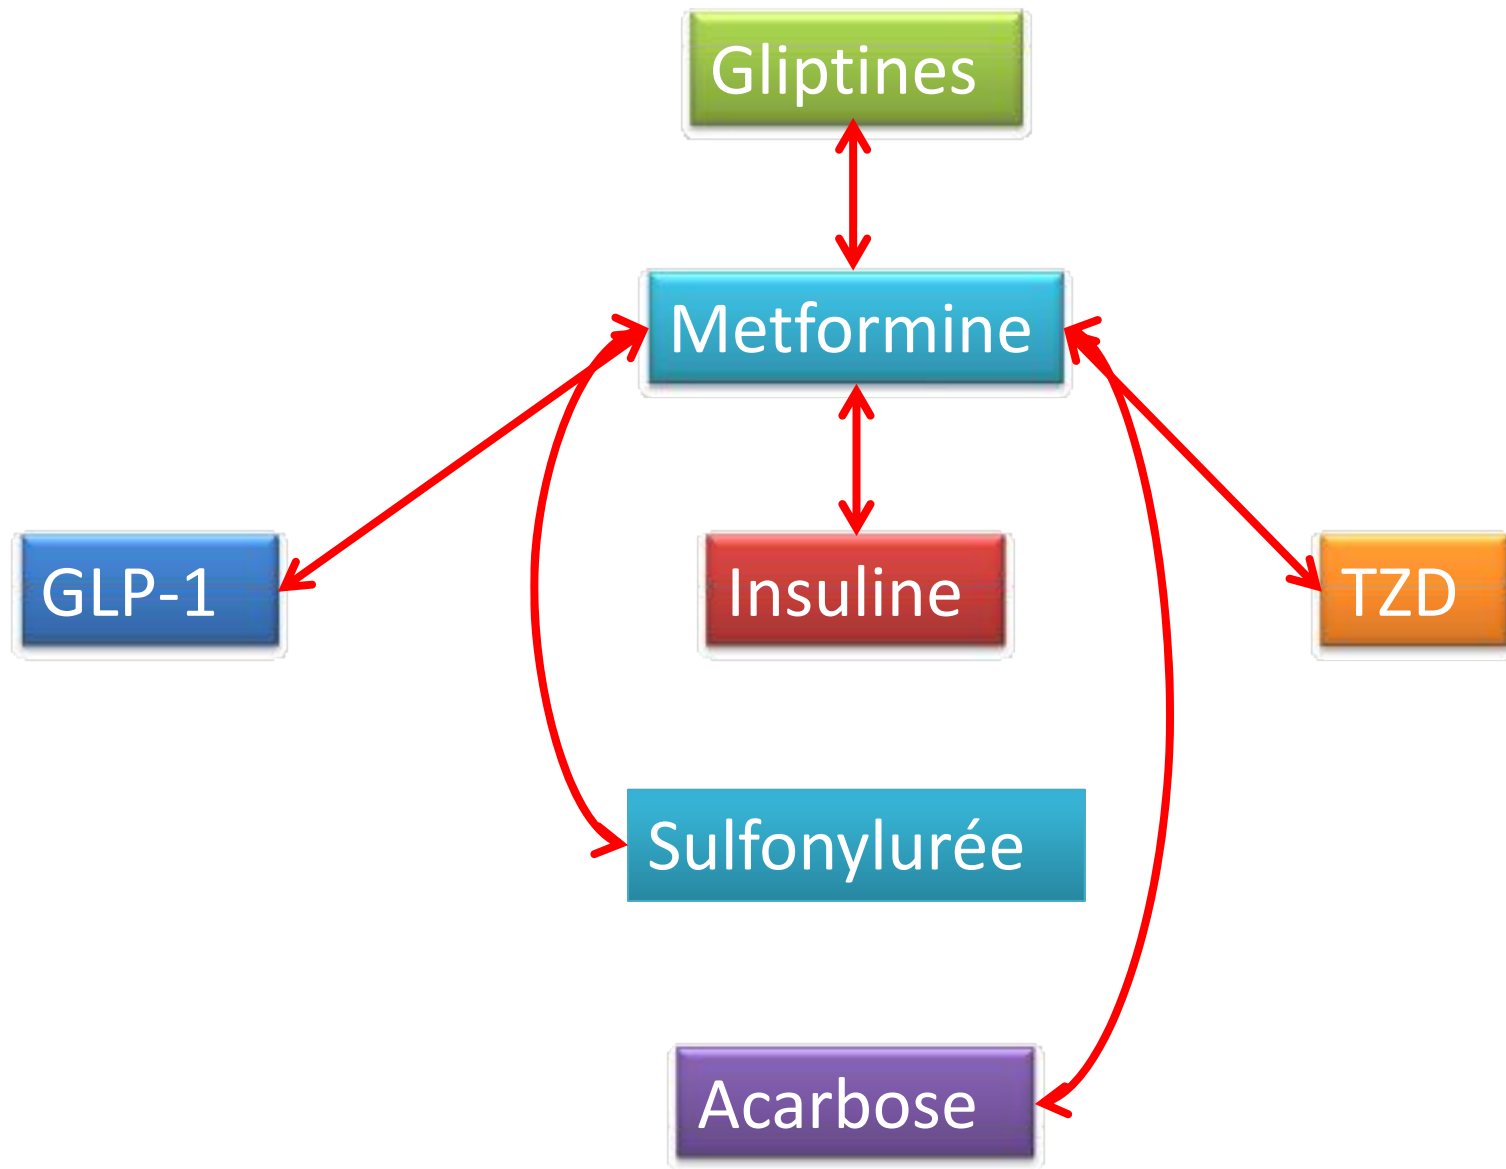 Gliptines
Metformine
GLP-1
Insuline
TZD
Sulfonylurée
Acarbose